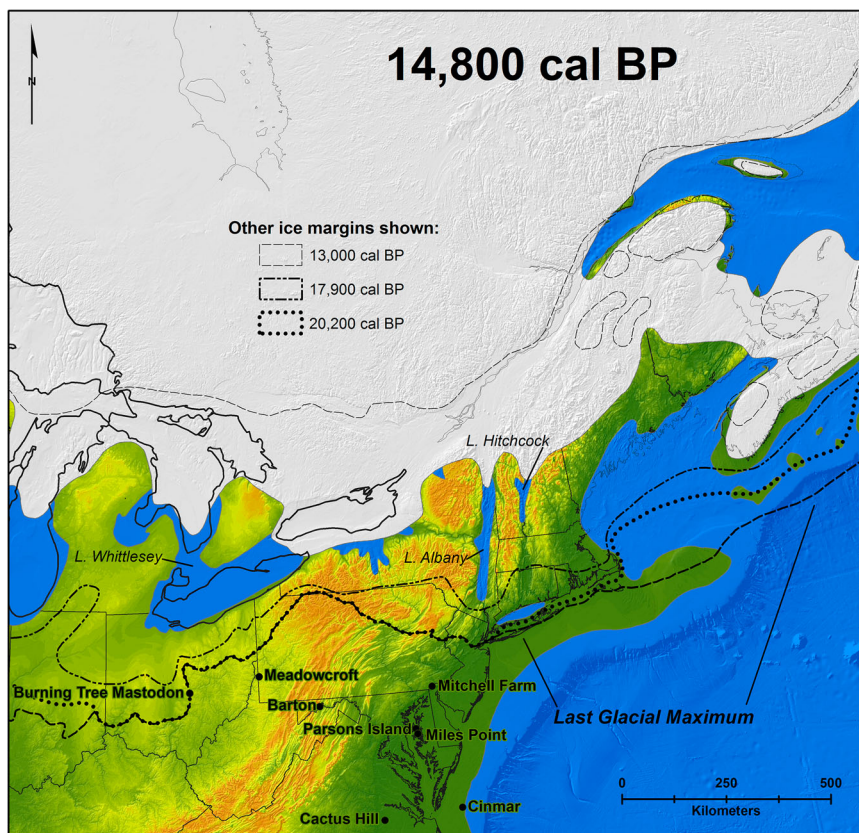 14,800 cal BP
N
Other ice margins shown:
13,000 cal BP
17,900 cal BP
20,200 cal BP
L. Hitchcock
L. Whittlesey
L. Albany
Meadowcroft
Burning Tree Mastodon
Mitchell Farm
Barton
Parsons Island
Miles Point
Last Glacial Maximum
Cinmar
Cactus Hill
0 250 500
Kilometers